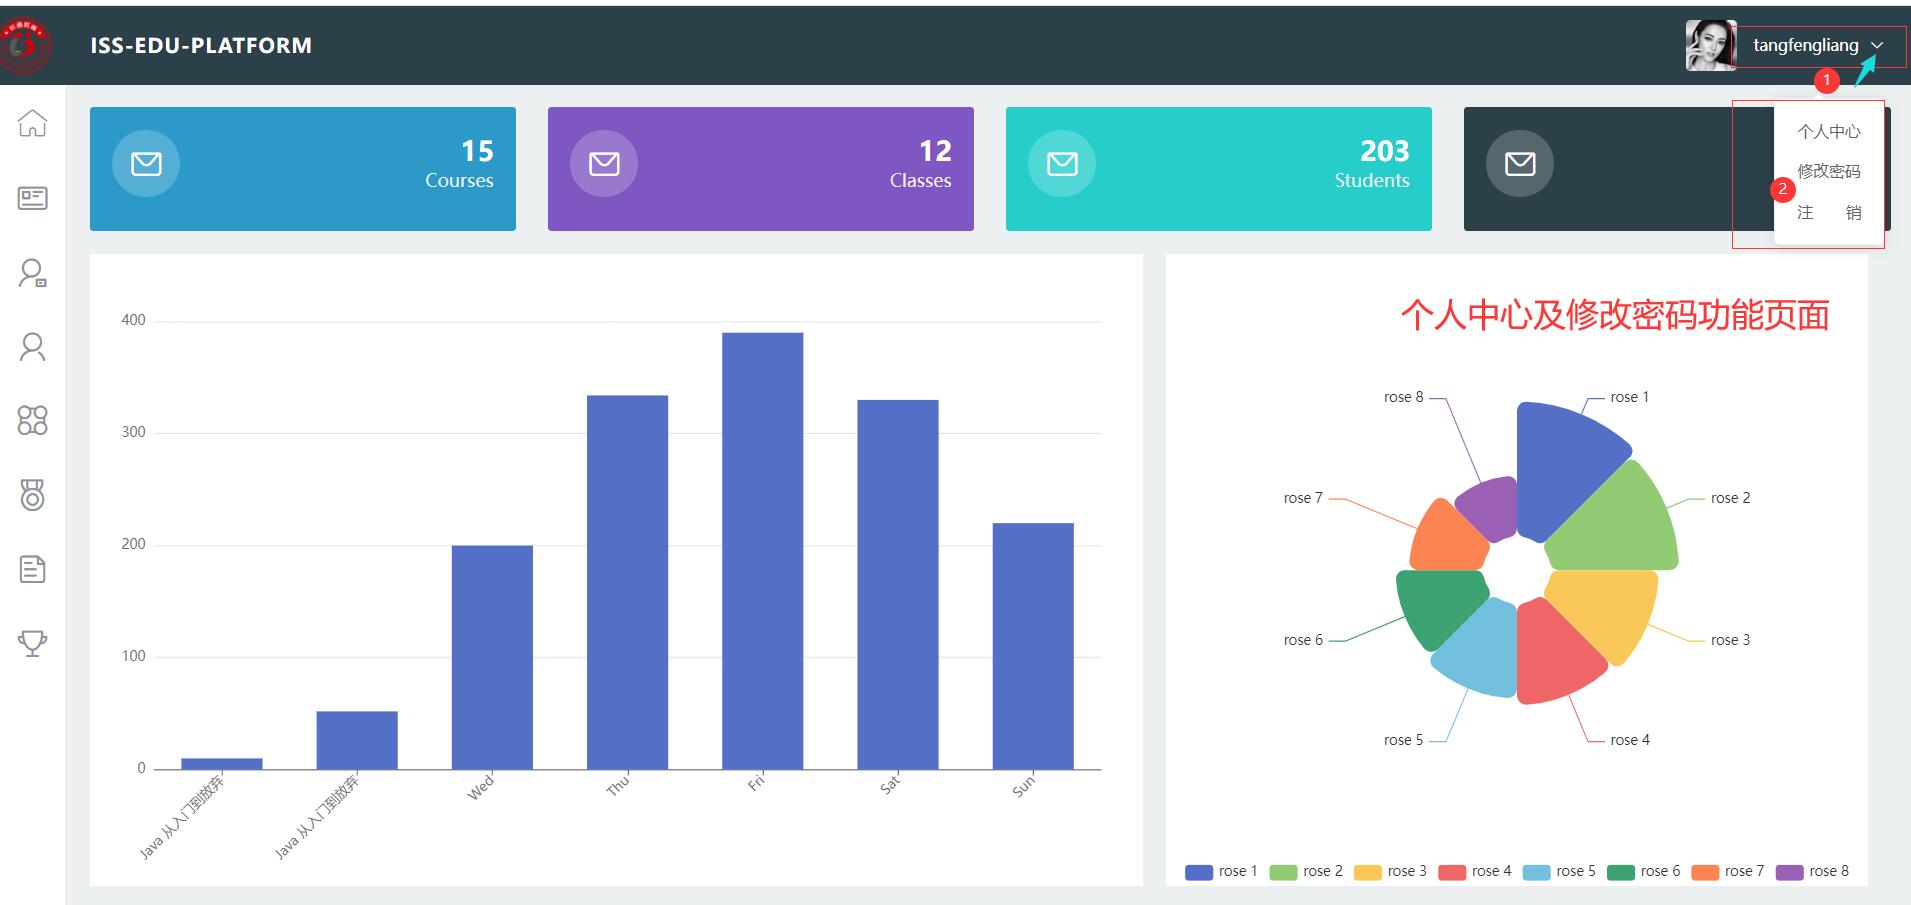 ISS-EDU-PLATFORM
tangfengliang
1
15
Courses
12
Classes
203
Students
个人中心
修改密码
2
注 销
个人中心及修改密码功能页面
400
300
200
100
0
Java 从入门到放弃
Java 从入门到放弃
Wed
Thu
Fri
Sat
Sun
rose 8
rose 1
rose 7
rose 2
rose 6
rose 3
rose 5
rose 4
rose 1 rose 2 rose 3 rose 4 rose 5 rose 6 rose 7 rose 8